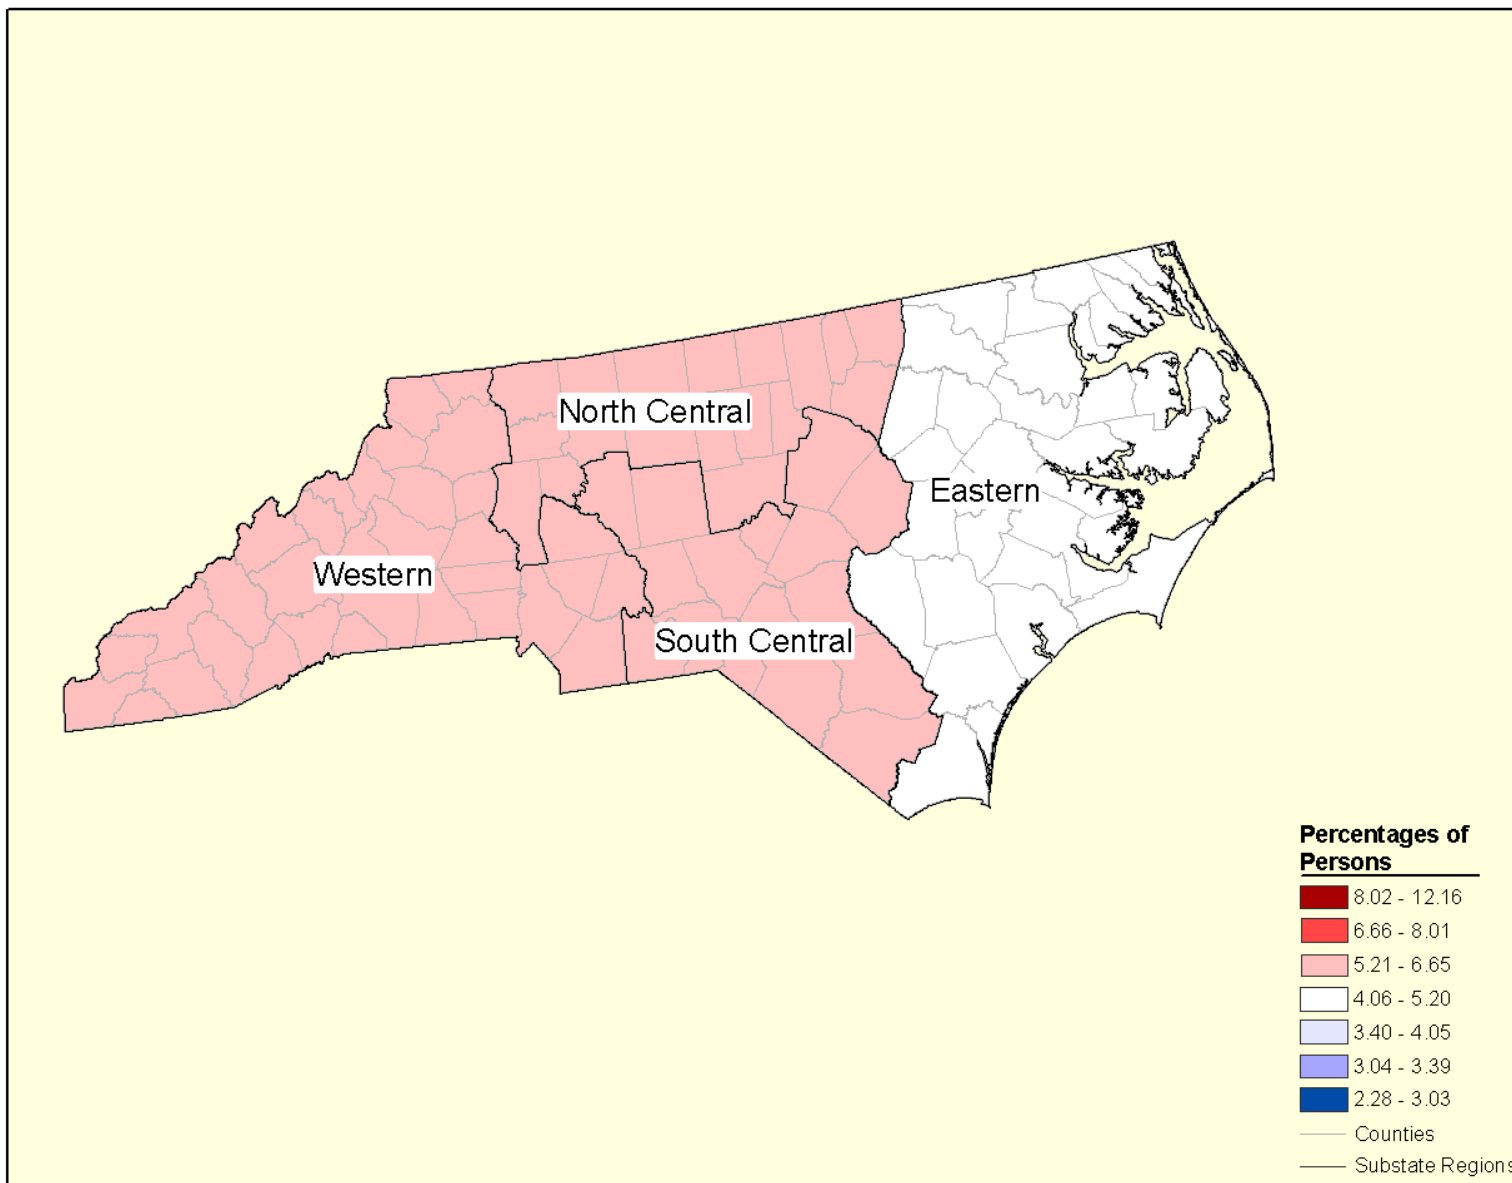 North Central
Eastern
Western
South Central
Percentages of
Persons
8.02 - 12.16
6.66 - 8.01
5.21 - 6.65
4.06 - 5.20
3.40 - 4.05
3.04 - 3.39
2.28 - 3.03
Counties
Substate Regions